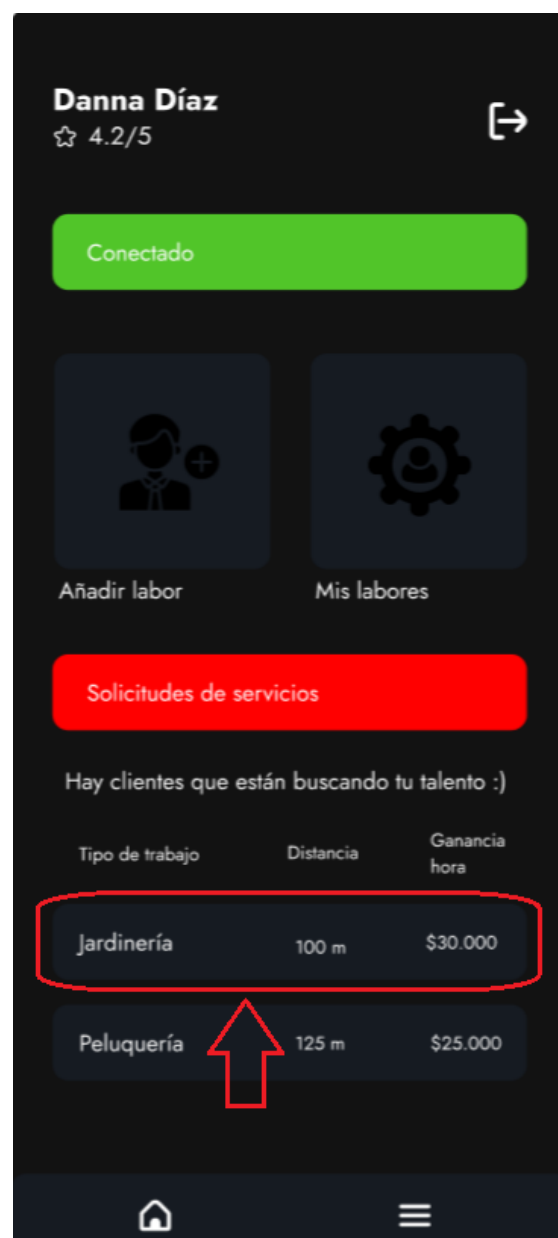 Danna Díaz
4.2/5
Conectado
Añadir labor
Mis labores
Solicitudes de servicios
Hay clientes que están buscando tu talento :)
Tipo de trabajo Distancia Ganancia hora
Jardinería 100 m $30.000
Peluquería 125 m $25.000